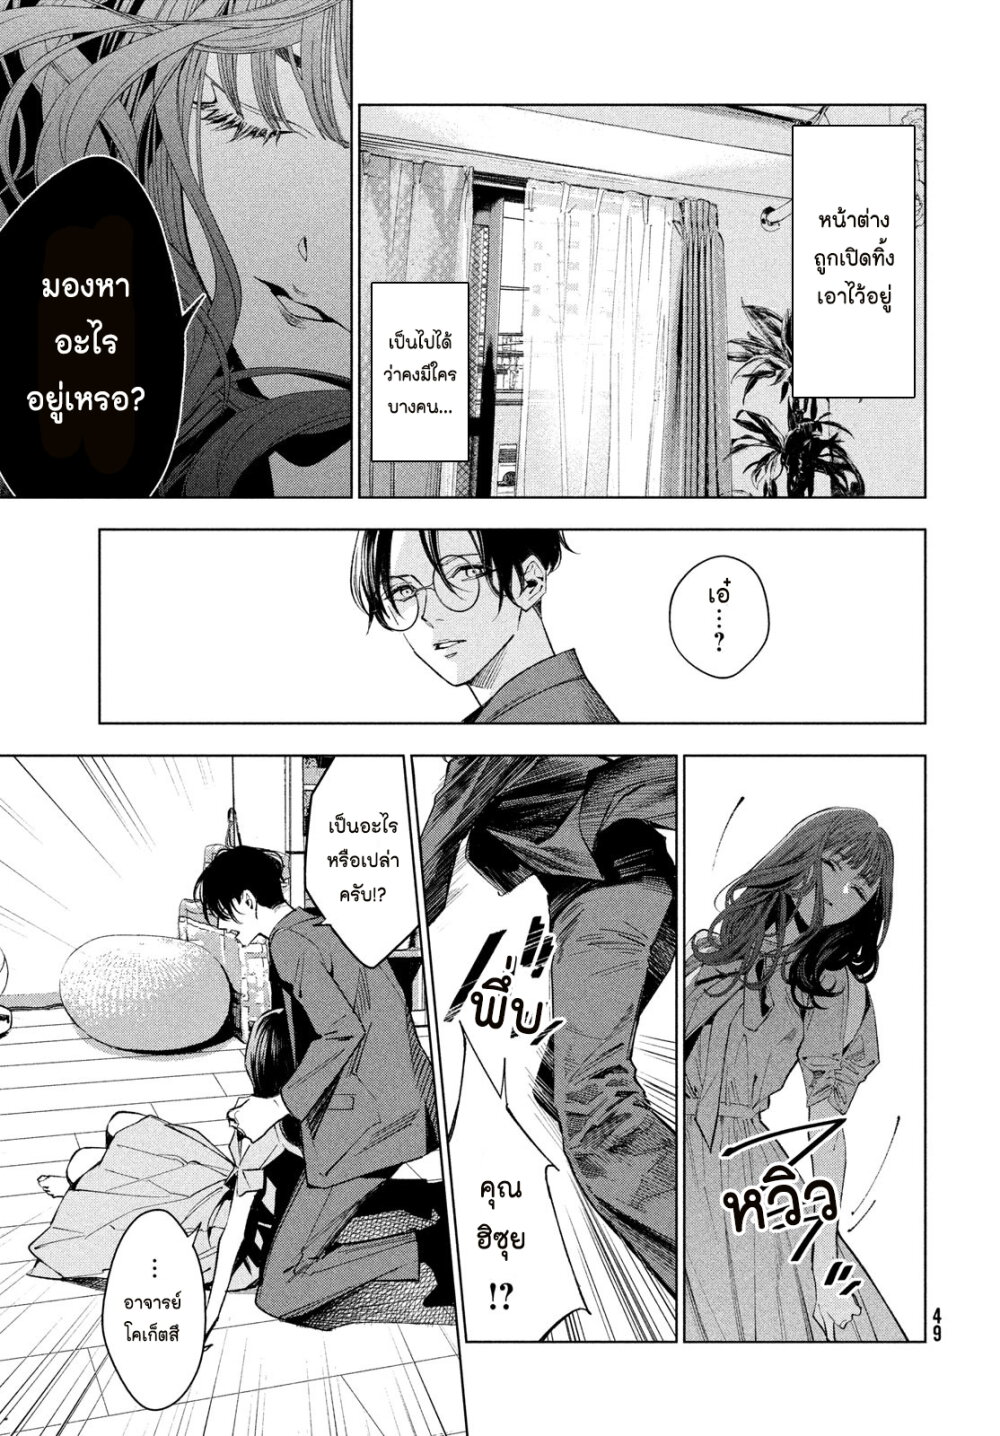 หน้าต่าง
ถูกเปิดทิ้ง
เอาไว้อยู่
เป็นไปได้
ว่าคงมีใคร
บางคน...
มองหา
อะไร
อยู่เหรอ?
เอ๋
...?
หวิว
พึ่บ
คุณ
ฮิซุย
!?
เป็นอะไร
หรือเปล่า
ครับ!?
...
อาจารย์
โคเก็ตสึ
49